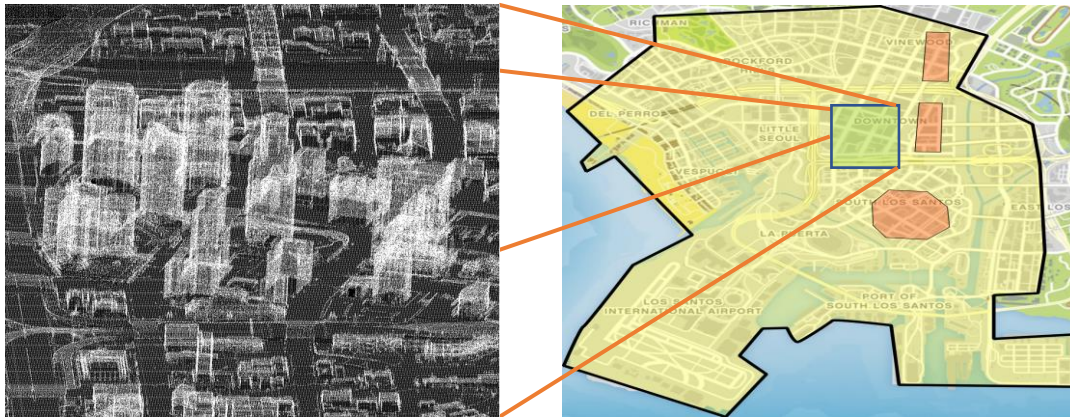 RICHMAN
VINEWOOD
ROCKFORD
HILLS
DEL PERRO
DOWNTOWN
LITTLE
SEOUL
VESPUCCI
SOUTH LOS SANTOS
EAST LOS
LA PUERTA
LOS SANTOS
INTERNATIONAL AIRPORT
PORT OF
SOUTH LOS SANTOS